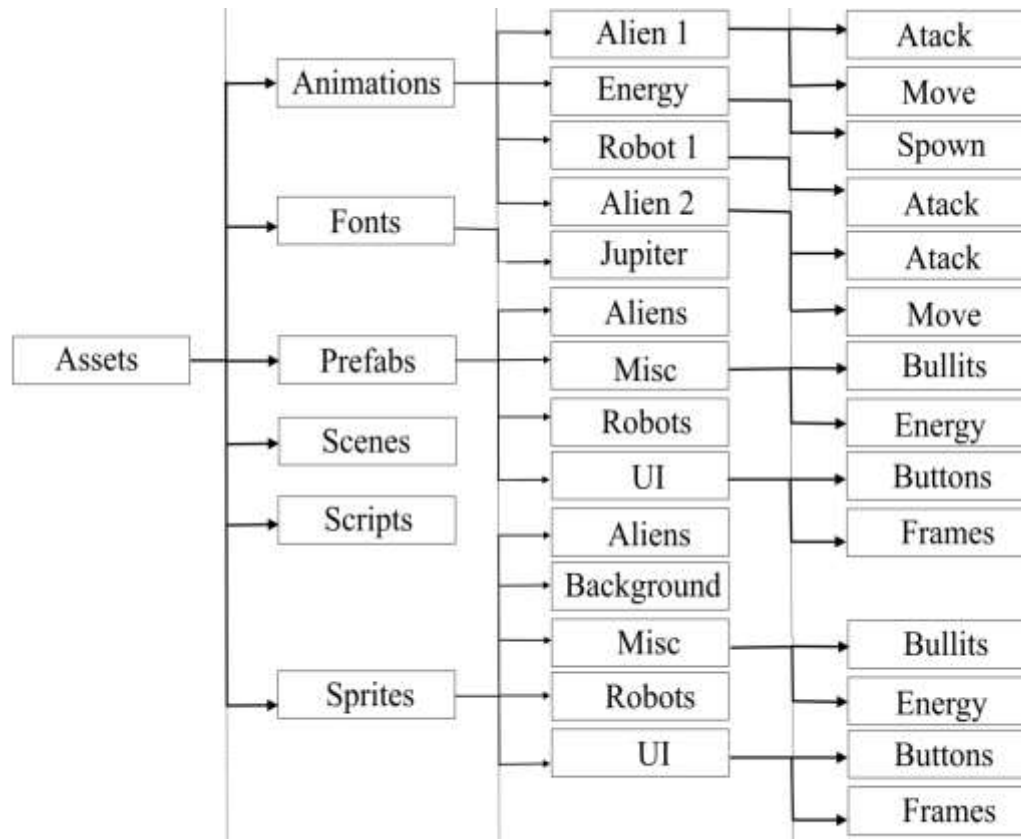 Assets
Animations
Fonts
Prefabs
Scenes
Scripts
Sprites
Alien 1
Energy
Robot 1
Alien 2
Jupiter
Aliens
Misc
Robots
UI
Aliens
Background
Misc
Robots
UI
Atack
Move
Spown
Atack
Atack
Move
Bullits
Energy
Buttons
Frames
Bullits
Energy
Buttons
Frames